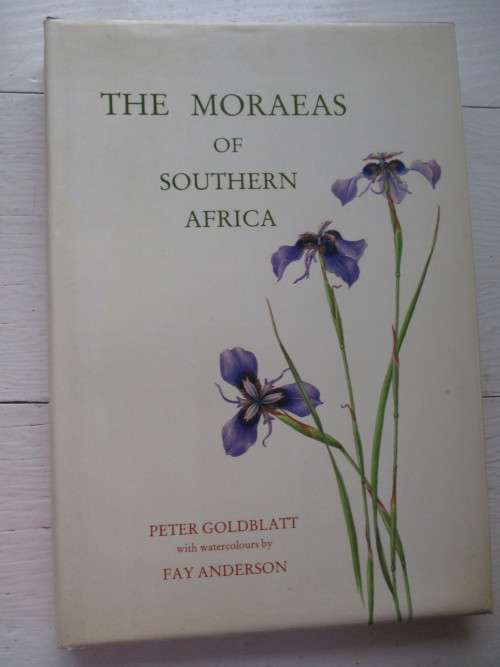 THE MORAEAS
OF
SOUTHERN
AFRICA
PETER GOLDBLATT
with watercolours by
FAY ANDERSON